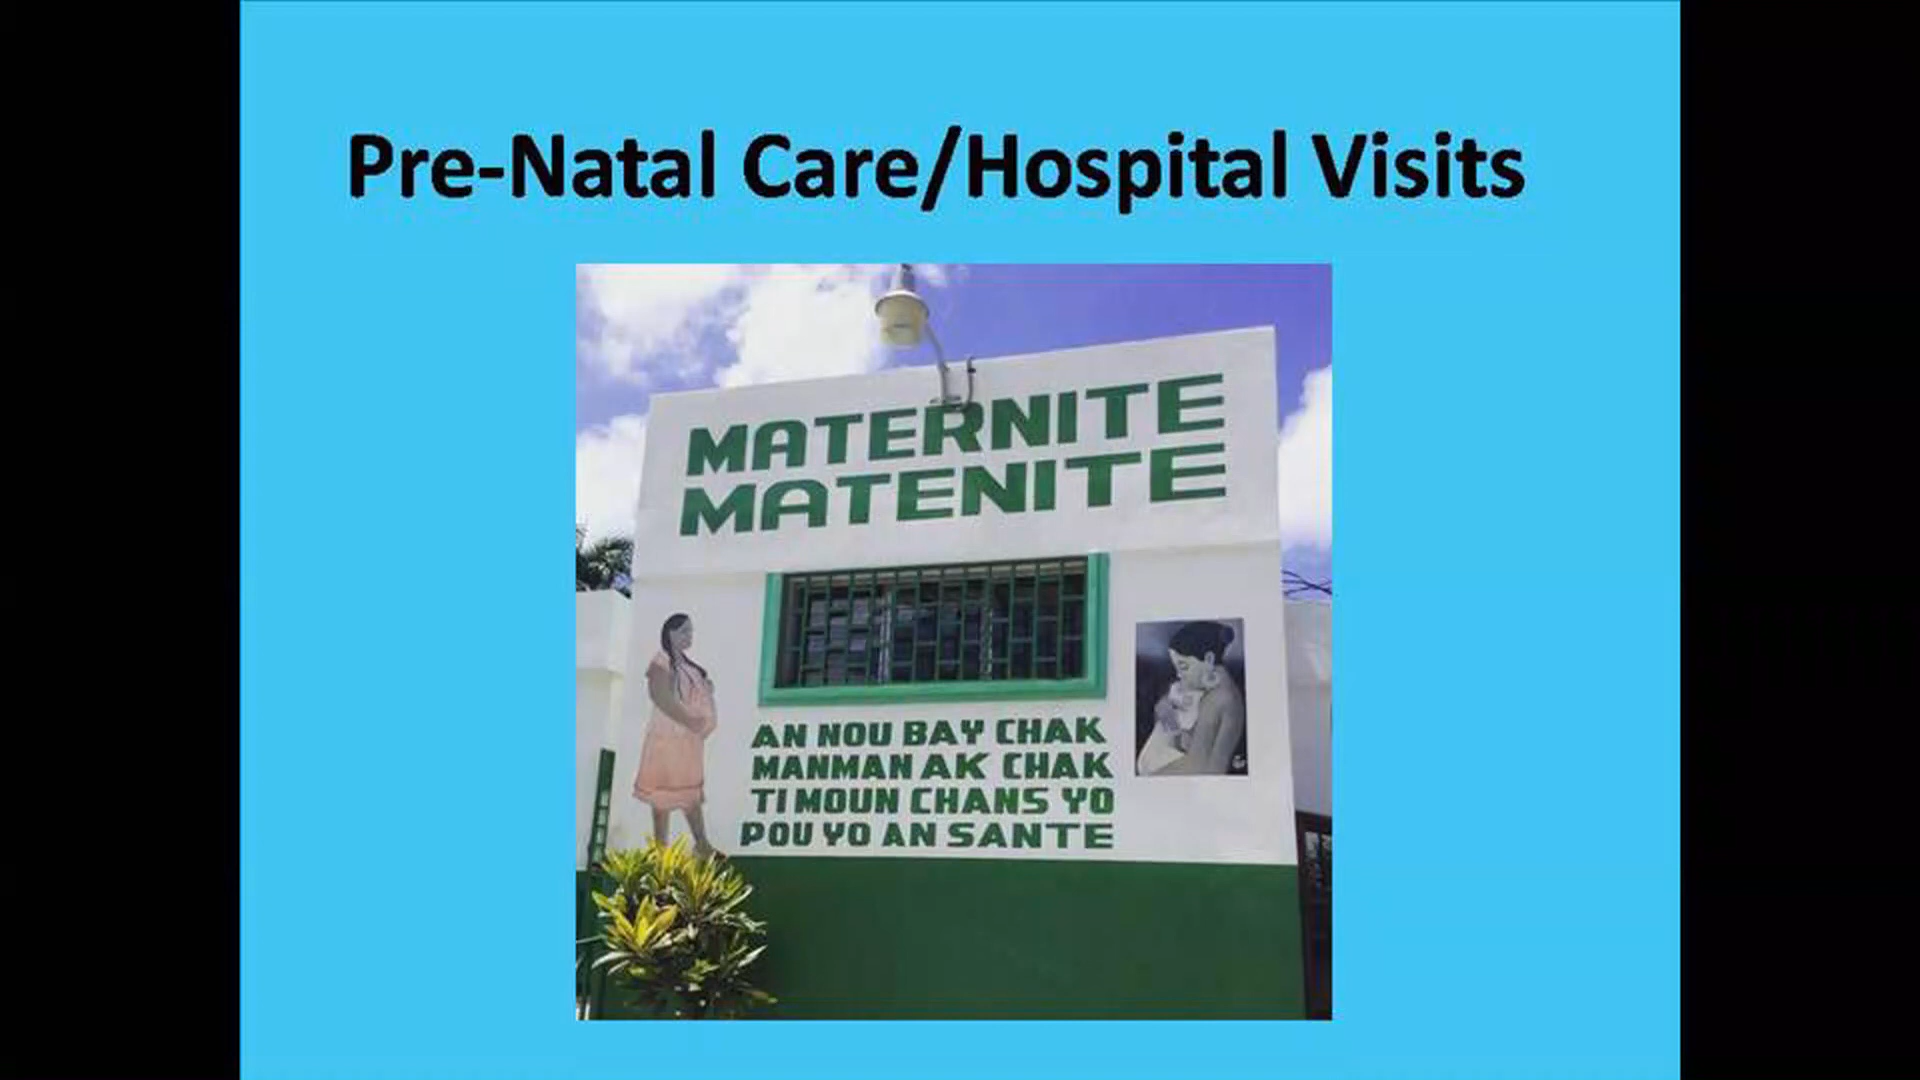 Pre-Natal Care/Hospital Visits
MATERNITE
MATENITE
AN NOU BAY CHAK
MANMAN AK CHAK
TI MOUN CHANS YO
POU YO AN SANTE